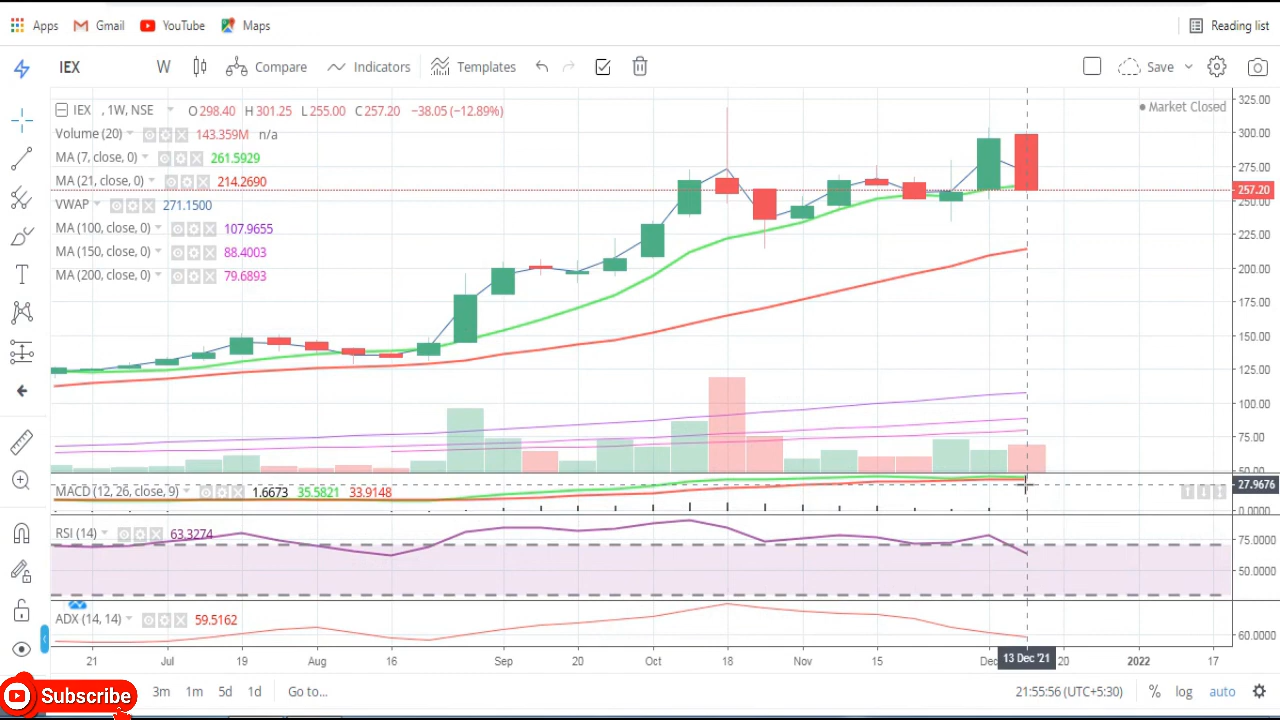 Apps Gmail YouTube Maps Reading list
IEX W Compare Indicators Templates Save
IEX , 1W, NSE O 298.40 H 301.25 L 255.00 C 257.20 −38.05 (−12.89%)
Market Closed
Volume (20) 143.359M n/a
MA (7, close, 0) 261.5929
MA (21, close, 0) 214.2690
VWAP 271.1500
MA (100, close, 0) 107.9655
MA (150, close, 0) 88.4003
MA (200, close, 0) 79.6893
325.00
300.00
275.00
257.20
250.00
225.00
200.00
175.00
150.00
125.00
100.00
75.00
50.00
MACD (12, 26, close, 9) 1.6673 35.5821 33.9148
27.9676
0.0000
RSI (14) 63.3274
75.0000
50.0000
ADX (14, 14) 59.5162
60.0000
21 Jul 19 Aug 16 Sep 20 Oct 18 Nov 15 Dec 13 Dec '21 20 2022 17
Subscribe 3m 1m 5d 1d Go to... 21:55:56 (UTC+5:30) % log auto